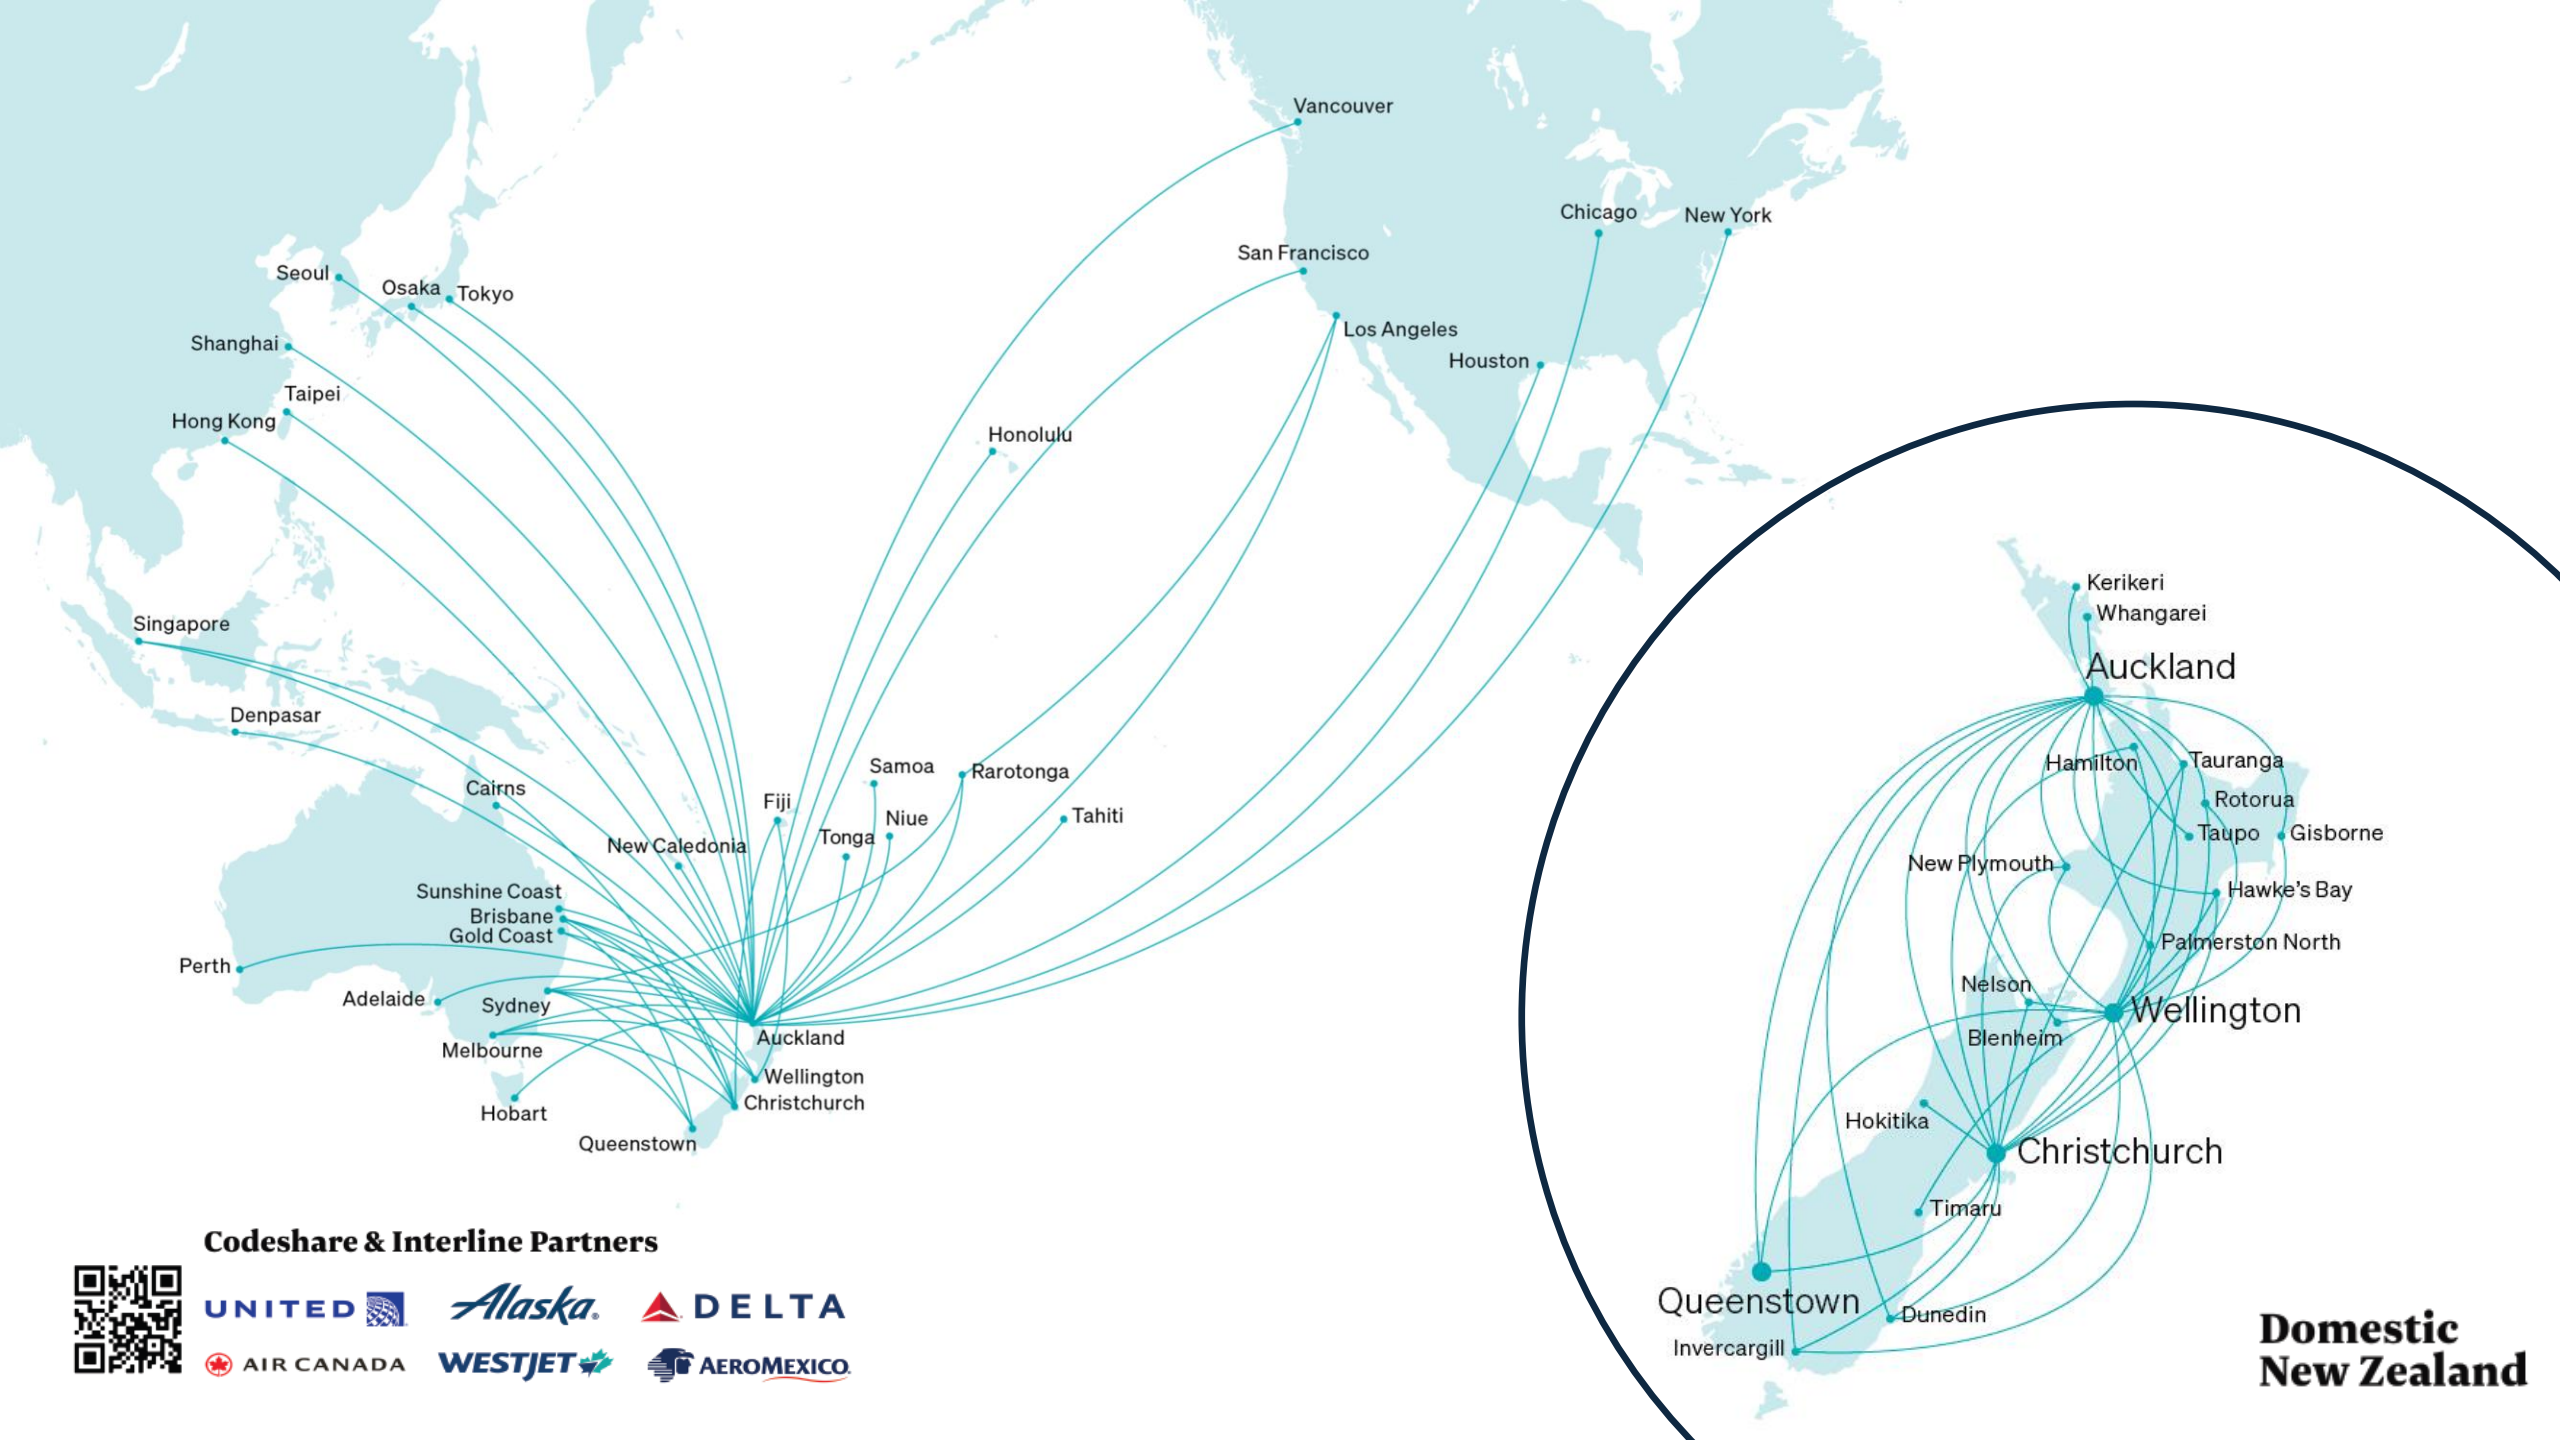 Vancouver
Chicago
New York
San Francisco
Seoul
Osaka
Tokyo
Los Angeles
Shanghai
Houston
Taipei
Hong Kong
Honolulu
Singapore
Denpasar
Samoa
Rarotonga
Cairns
Fiji
Niue
Tahiti
Tonga
New Caledonia
Sunshine Coast
Brisbane
Gold Coast
Perth
Adelaide
Sydney
Auckland
Melbourne
Wellington
Christchurch
Hobart
Queenstown
Kerikeri
Whangarei
Auckland
Hamilton
Tauranga
Rotorua
Taupo
Gisborne
New Plymouth
Hawke's Bay
Palmerston North
Nelson
Wellington
Blenheim
Hokitika
Christchurch
Timaru
Queenstown
Dunedin
Invercargill
Codeshare & Interline Partners
UNITED
Alaska
DELTA
AIR CANADA
WESTJET
AEROMEXICO
Domestic
New Zealand